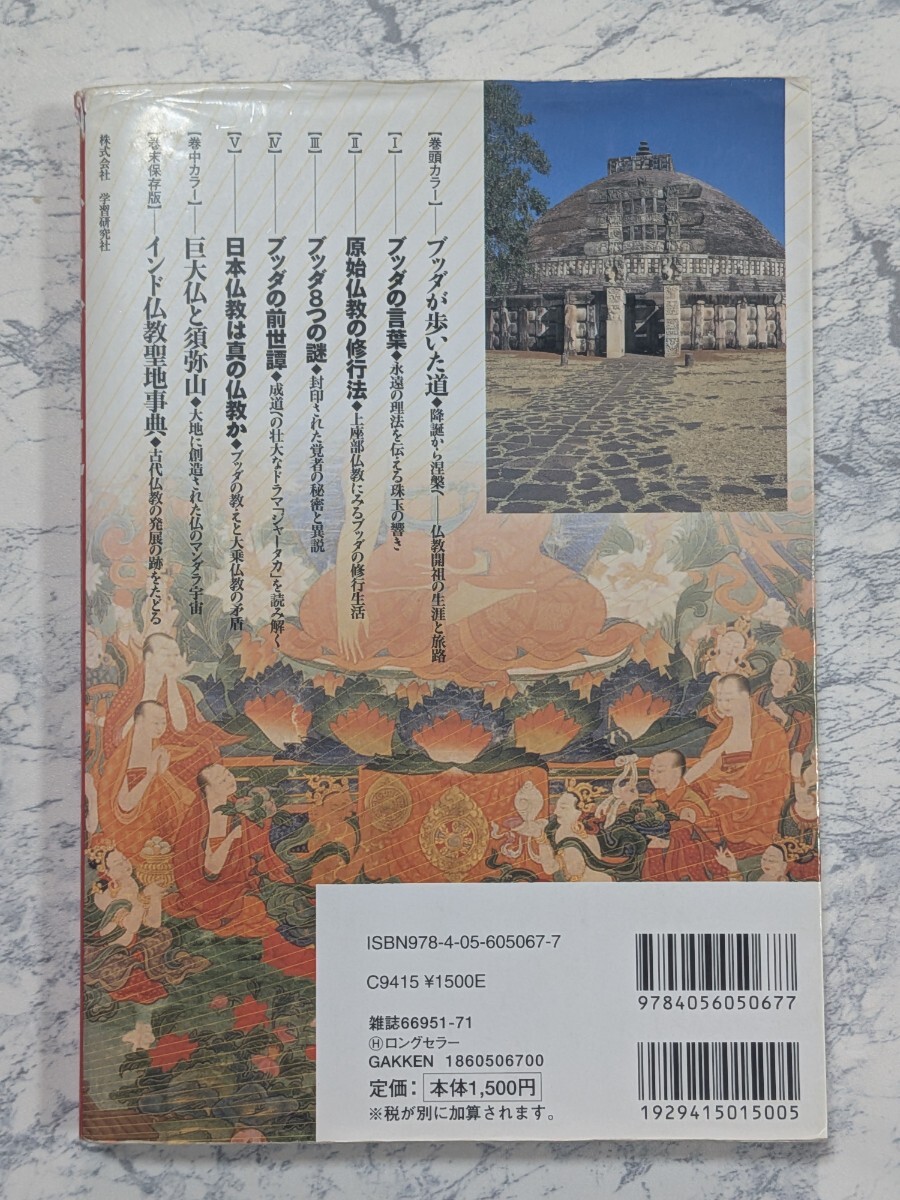 【巻頭カラー】――ブッダが歩いた道◆降誕から涅槃へ――仏教開祖の生涯と旅路
【Ⅰ】――ブッダの言葉◆永遠の理法を伝える珠玉の響き
【Ⅱ】――原始仏教の修行法◆上座部仏教にみるブッダの修行生活
【Ⅲ】――ブッダ8つの謎◆封印された覚者の秘密と異説
【Ⅳ】――ブッダの前世譚◆成道への壮大なドラマ「ジャータカ」を読み解く
【Ⅴ】――日本仏教は真の仏教か◆ブッダの教えと大乗仏教の矛盾
【巻中カラー】――巨大仏と須弥山◆大地に創造された仏のマンダラ宇宙
【巻末保存版】――インド仏教聖地事典◆古代仏教の発展の跡をたどる
株式会社 学習研究社
ISBN978-4-05-605067-7
C9415 ¥1500E
雑誌66951-71
Ⓗロングセラー
GAKKEN 1860506700
定価：本体1,500円
※税が別に加算されます。
9784056050677
1929415015005